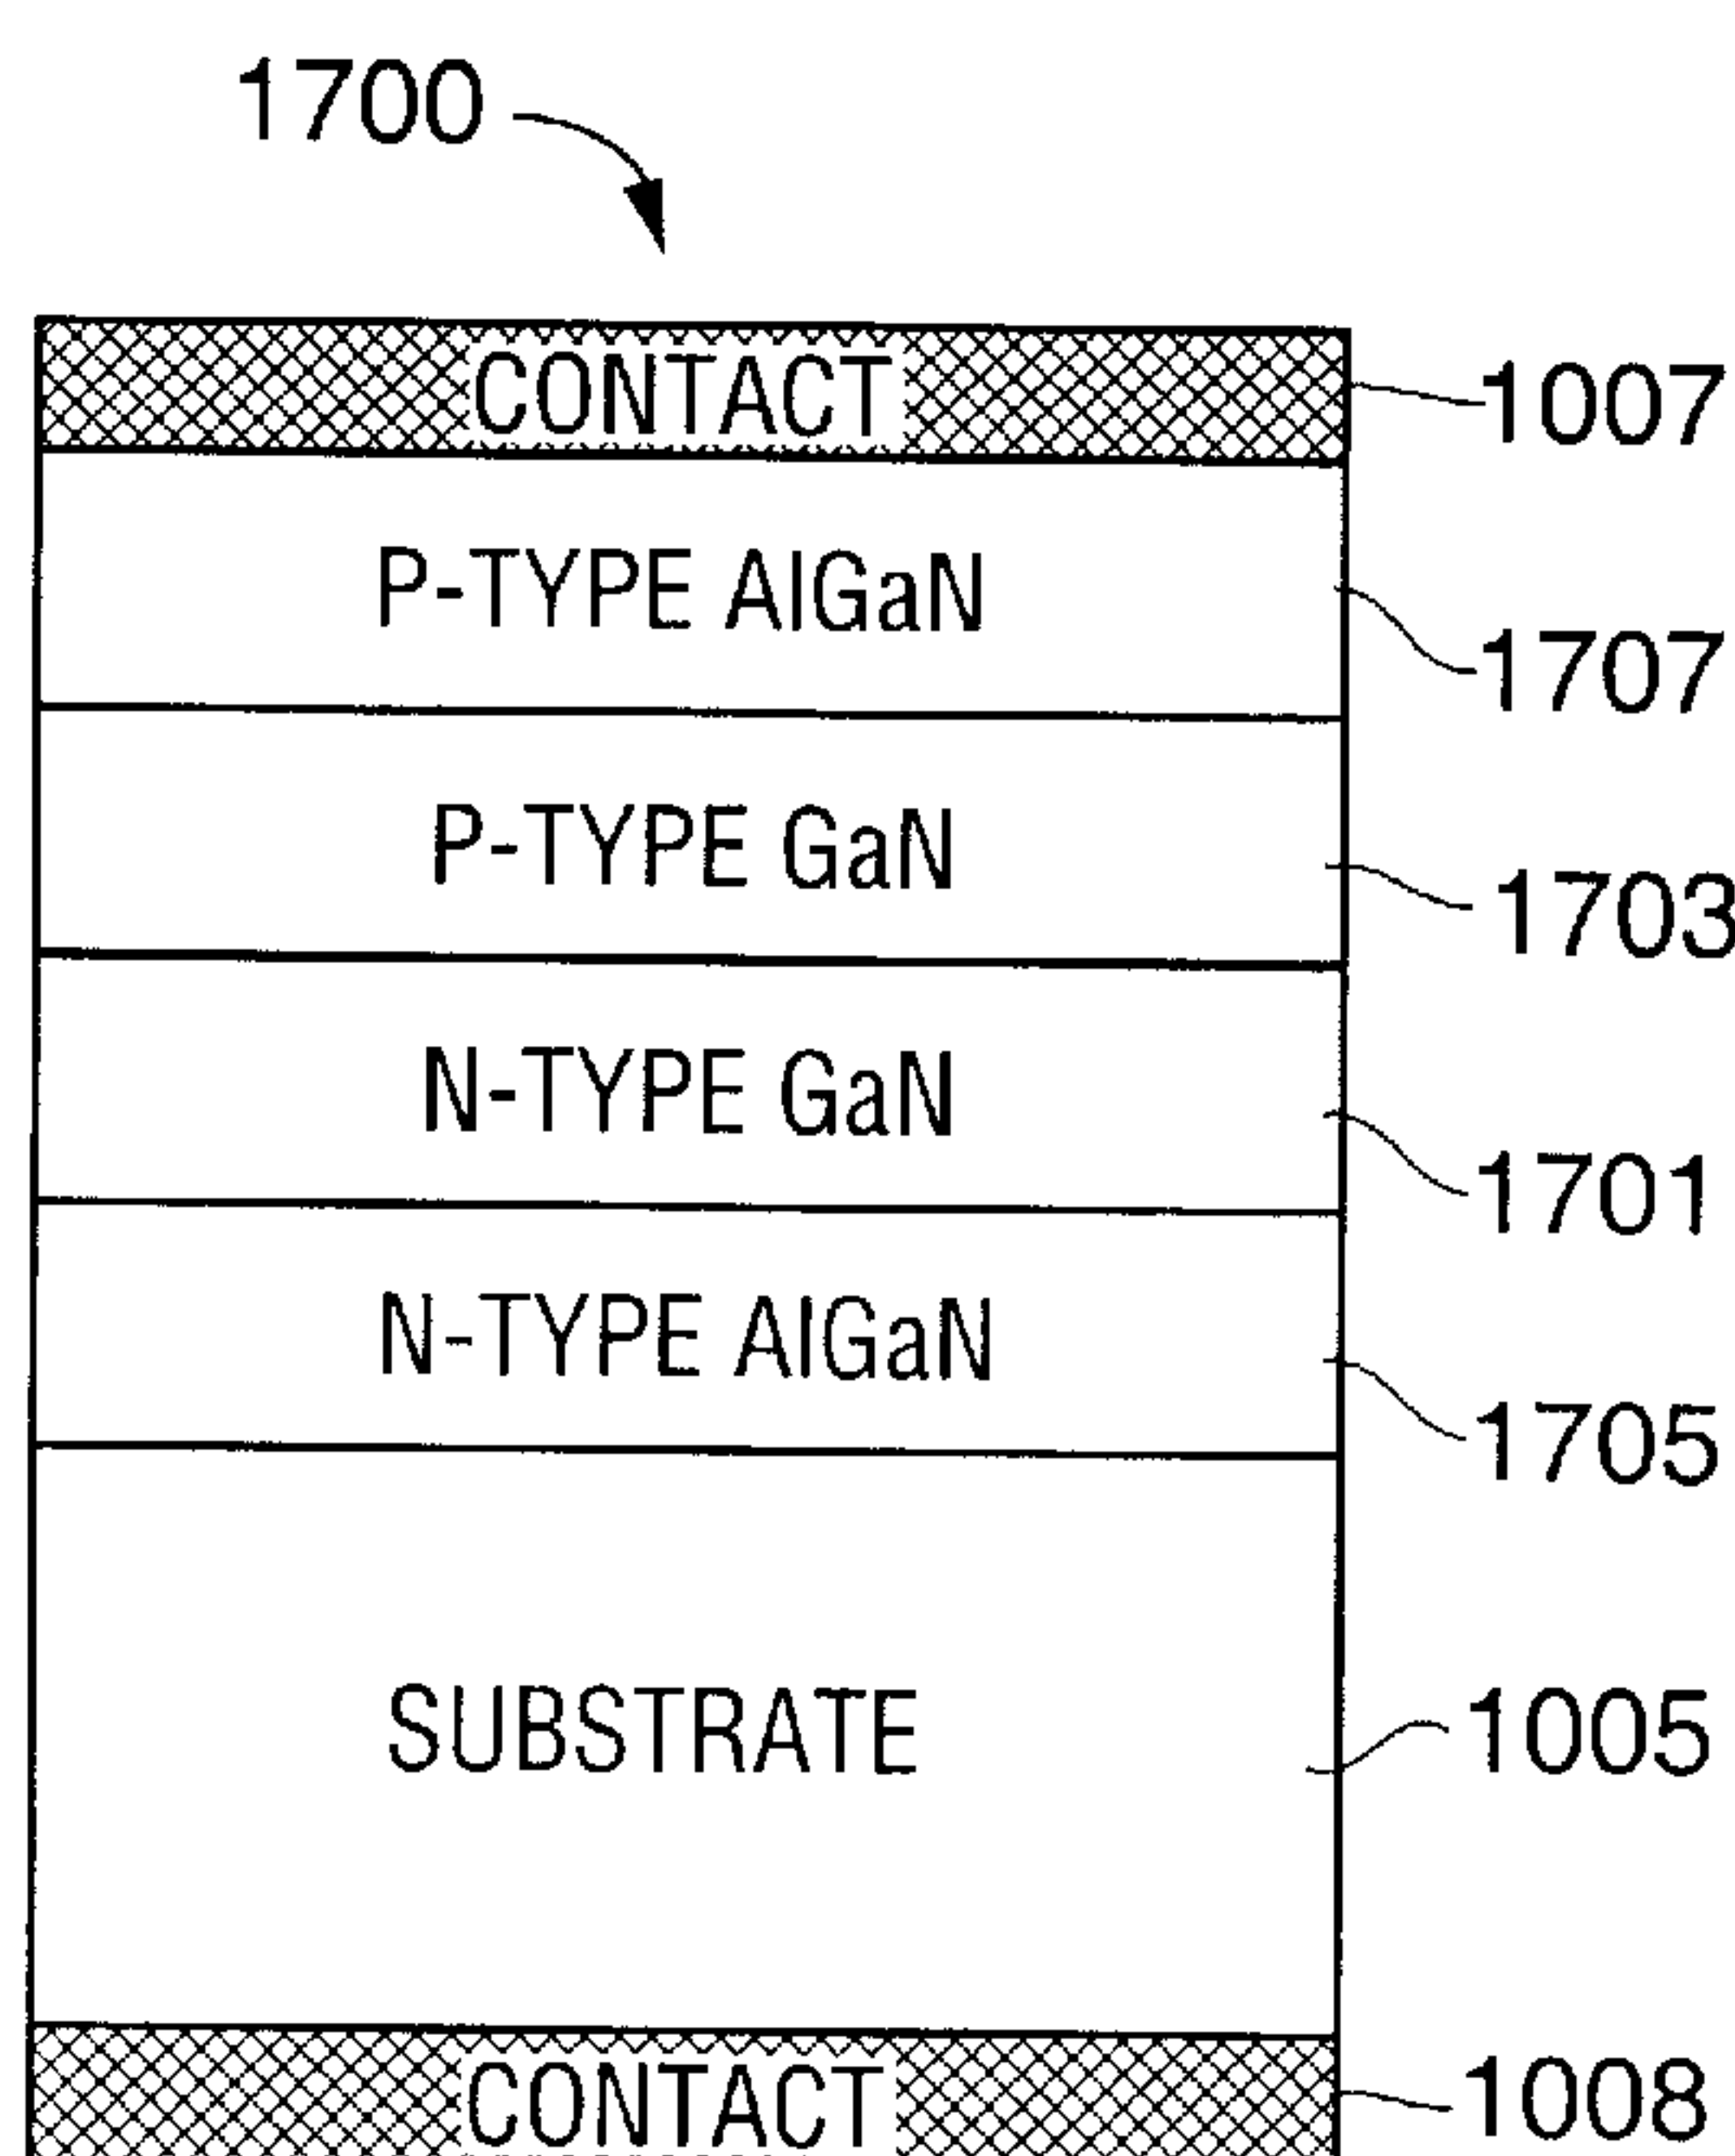 1700
CONTACT 1007
P-TYPE AlGaN 1707
P-TYPE GaN 1703
N-TYPE GaN 1701
N-TYPE AlGaN 1705
SUBSTRATE 1005
CONTACT 1008